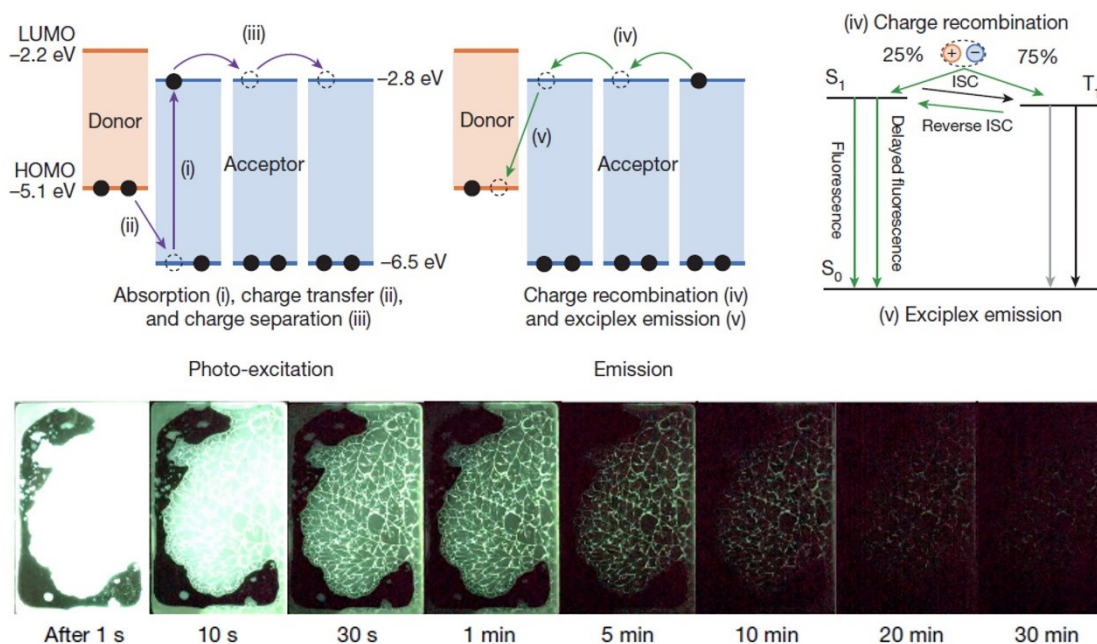 LUMO
−2.2 eV
Donor
HOMO
−5.1 eV
(i)
(ii)
(iii)
Acceptor
−2.8 eV
−6.5 eV
Absorption (i), charge transfer (ii),
and charge separation (iii)
Donor
Acceptor
(iv)
(v)
Charge recombination (iv)
and exciplex emission (v)
(iv) Charge recombination
25%
+
−
75%
S1
ISC
Reverse ISC
Fluorescence
Delayed fluorescence
S0
(v) Exciplex emission
Photo-excitation
Emission
After 1 s
10 s
30 s
1 min
5 min
10 min
20 min
30 min